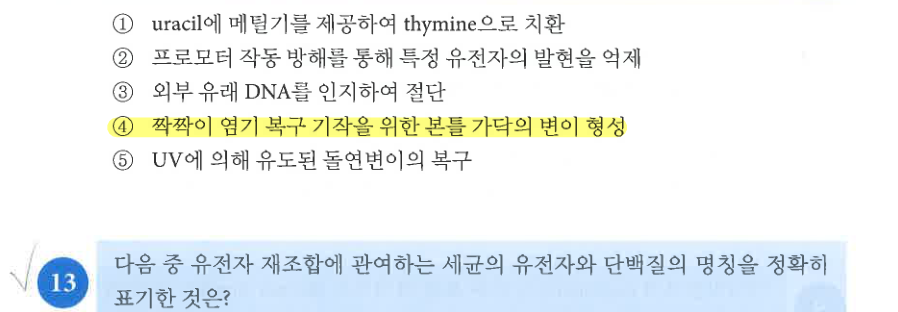 ① uracil에 메틸기를 제공하여 thymine으로 치환
② 프로모터 작동 방해를 통해 특정 유전자의 발현을 억제
③ 외부 유래 DNA를 인지하여 절단
④ 짝짝이 염기 복구 기작을 위한 본틀 가닥의 변이 형성
⑤ UV에 의해 유도된 돌연변이의 복구
13 다음 중 유전자 재조합에 관여하는 세균의 유전자와 단백질의 명칭을 정확히
표기한 것은?